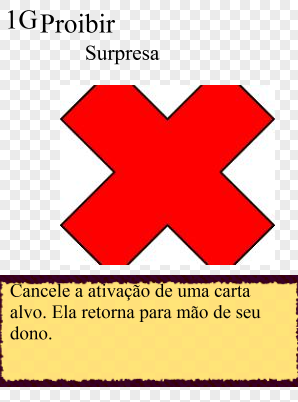 1G Proibir
Surpresa
Cancele a ativação de uma carta
alvo. Ela retorna para mão de seu
dono.